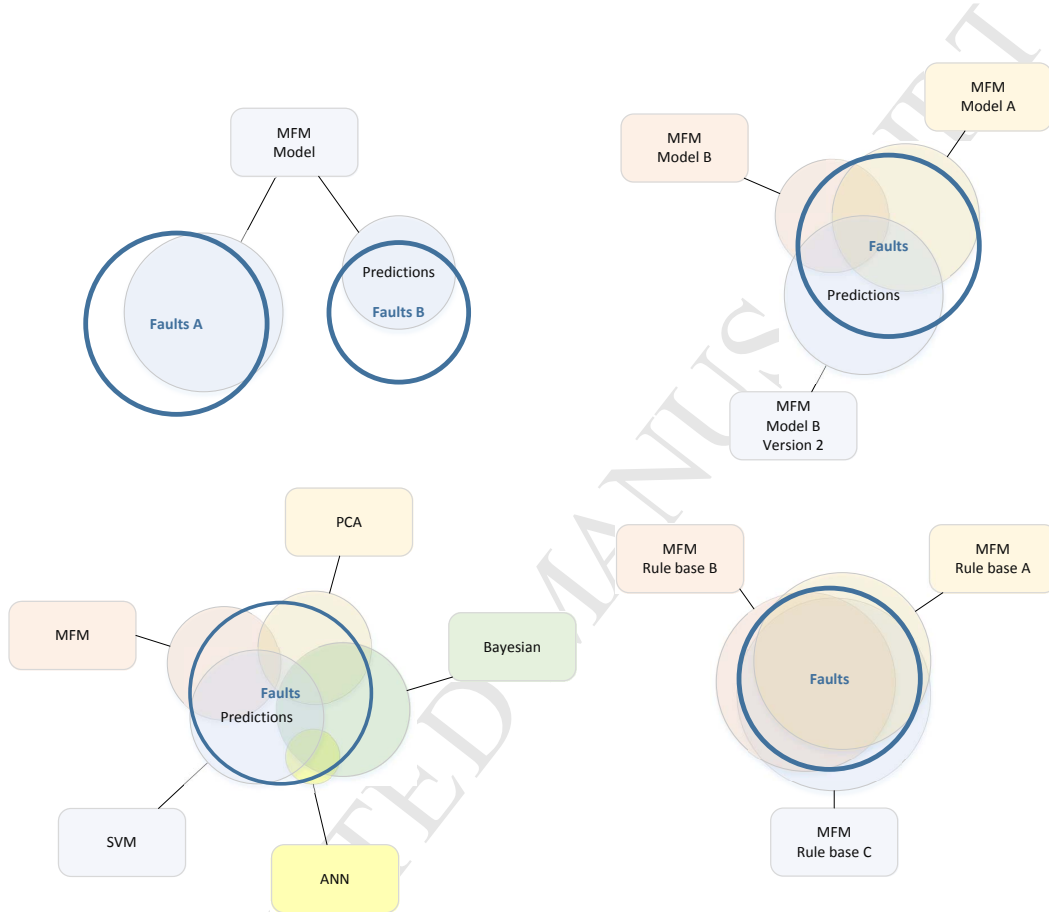 MFM
Model
Predictions
Faults A
Faults B
MFM
Model A
MFM
Model B
Faults
Predictions
MFM
Model B
Version 2
PCA
MFM
Bayesian
Faults
Predictions
SVM
ANN
MFM
Rule base B
MFM
Rule base A
Faults
MFM
Rule base C